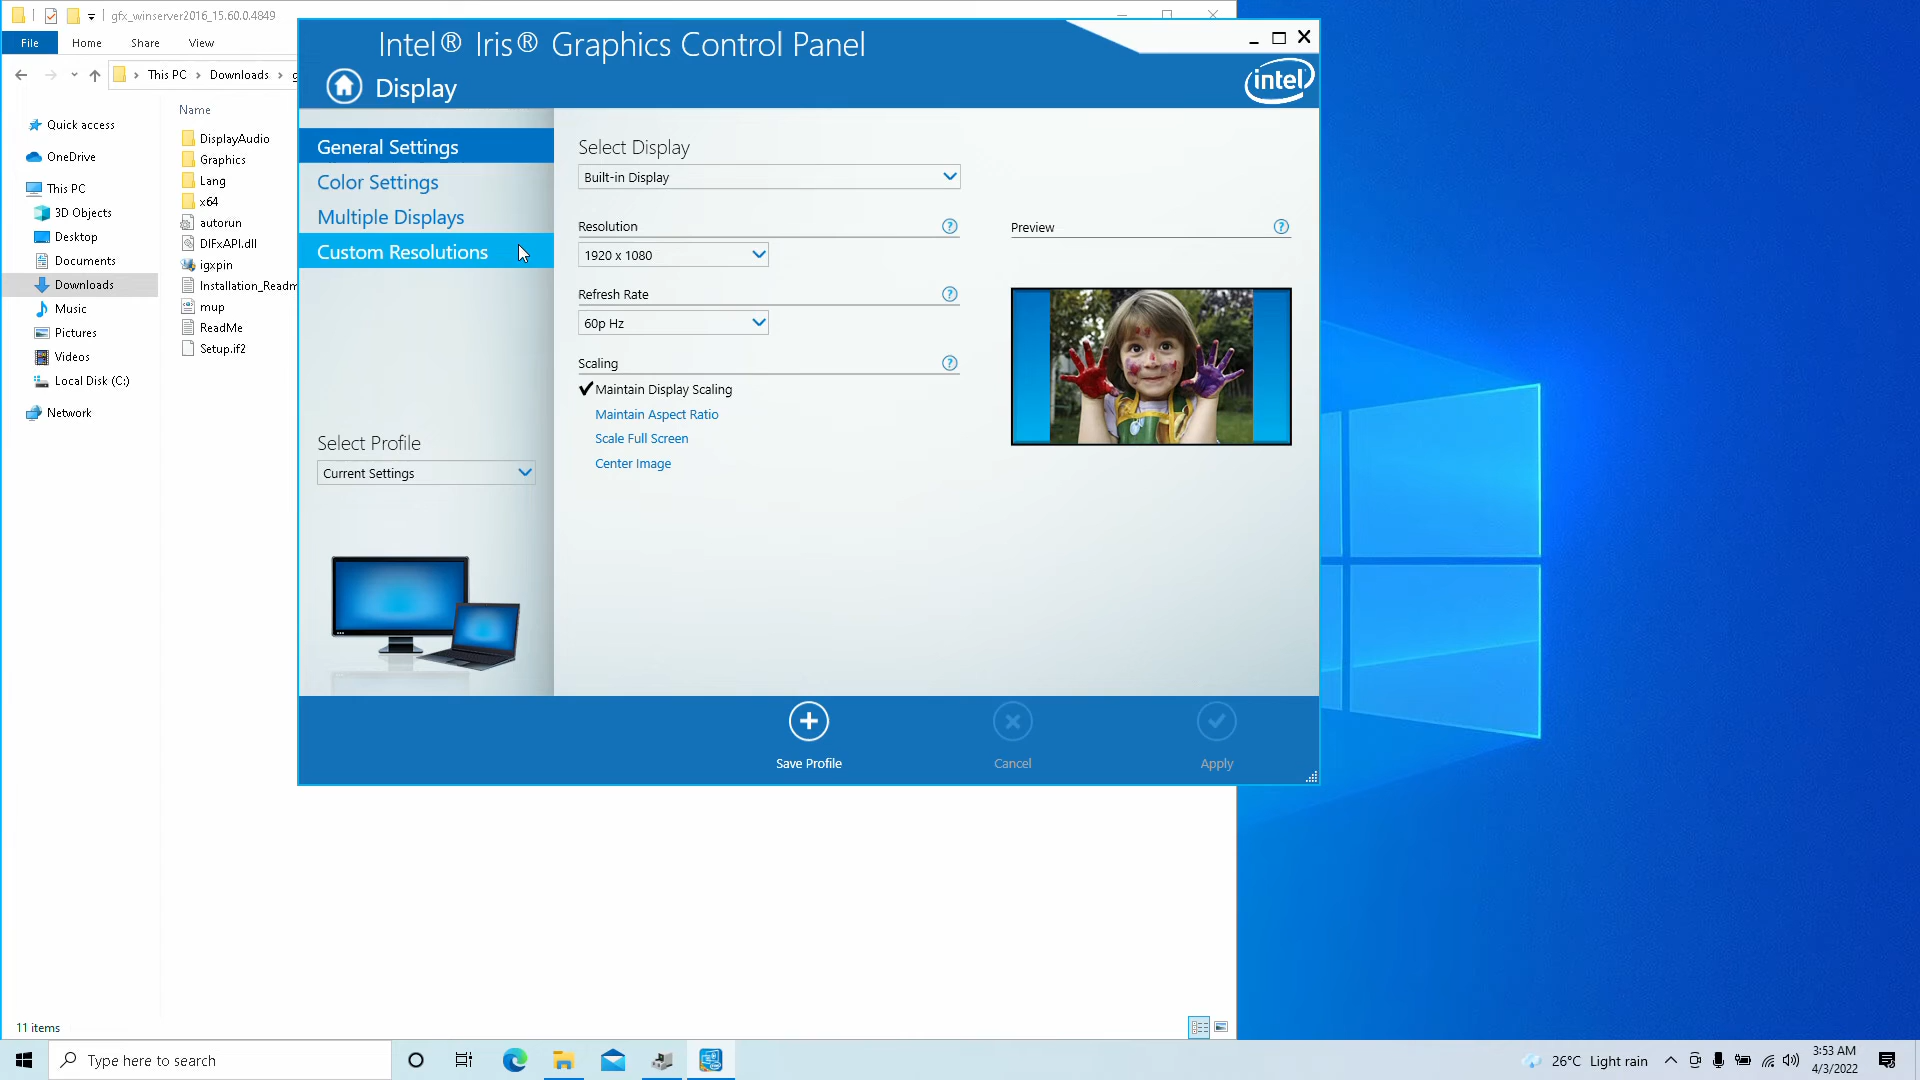 gfx_winserver2016_15.60.0.4849
File Home Share View
This PC Downloads
Quick access
OneDrive
This PC
3D Objects
Desktop
Documents
Downloads
Music
Pictures
Videos
Local Disk (C:)
Network
Name
DisplayAudio
Graphics
Lang
x64
autorun
DIFxAPI.dll
igxpin
Installation_Readm
mup
ReadMe
Setup.if2
11 items
Intel® Iris® Graphics Control Panel
Display
intel
General Settings
Color Settings
Multiple Displays
Custom Resolutions
Select Profile
Current Settings
Select Display
Built-in Display
Resolution ?
1920 x 1080
Refresh Rate ?
60p Hz
Scaling ?
Maintain Display Scaling
Maintain Aspect Ratio
Scale Full Screen
Center Image
Preview ?
Save Profile
Cancel
Apply
Type here to search
26°C Light rain
3:53 AM
4/3/2022